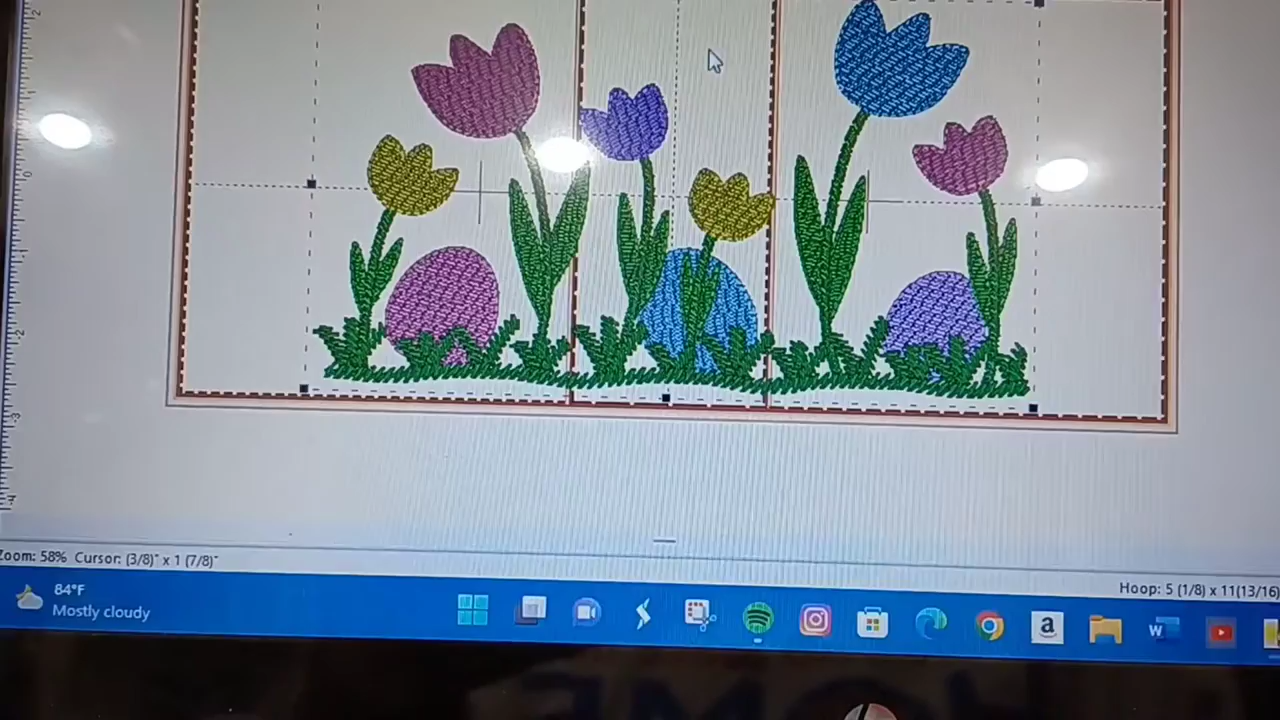 Zoom: 58% Cursor: (3/8)" x 1 (7/8)"
Hoop: 5 (1/8) x 11(13/16)
84°F
Mostly cloudy
a
W